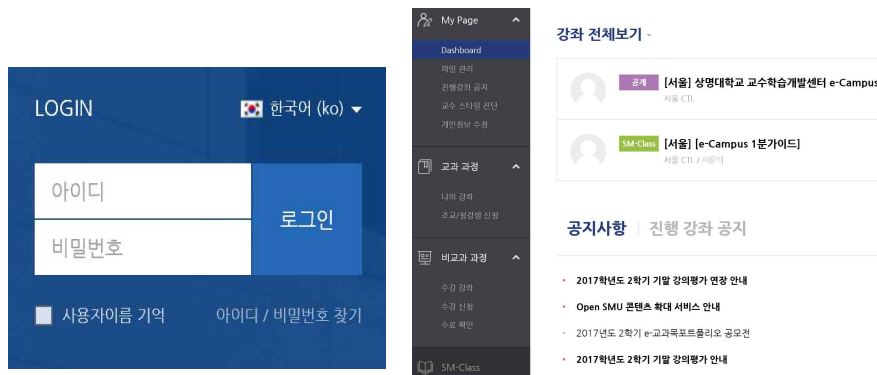 LOGIN
한국어 (ko)
아이디
비밀번호
로그인
사용자이름 기억
아이디 / 비밀번호 찾기
My Page
Dashboard
파일 관리
진행강좌 공지
교수 스타일 진단
개인정보 수정
교과 과정
나의 강좌
조교/청강생 신청
비교과 과정
수강 강좌
수강 신청
수료 확인
SM-Class
강좌 전체보기
공개 [서울] 상명대학교 교수학습개발센터 e-Campus
서울 CTL
SM-Class [서울] [e-Campus 1분가이드]
서울 CTL /
공지사항 진행 강좌 공지
2017학년도 2학기 기말 강의평가 연장 안내
Open SMU 콘텐츠 확대 서비스 안내
2017년도 2학기 e-교과목포트폴리오 공모전
2017학년도 2학기 기말 강의평가 안내